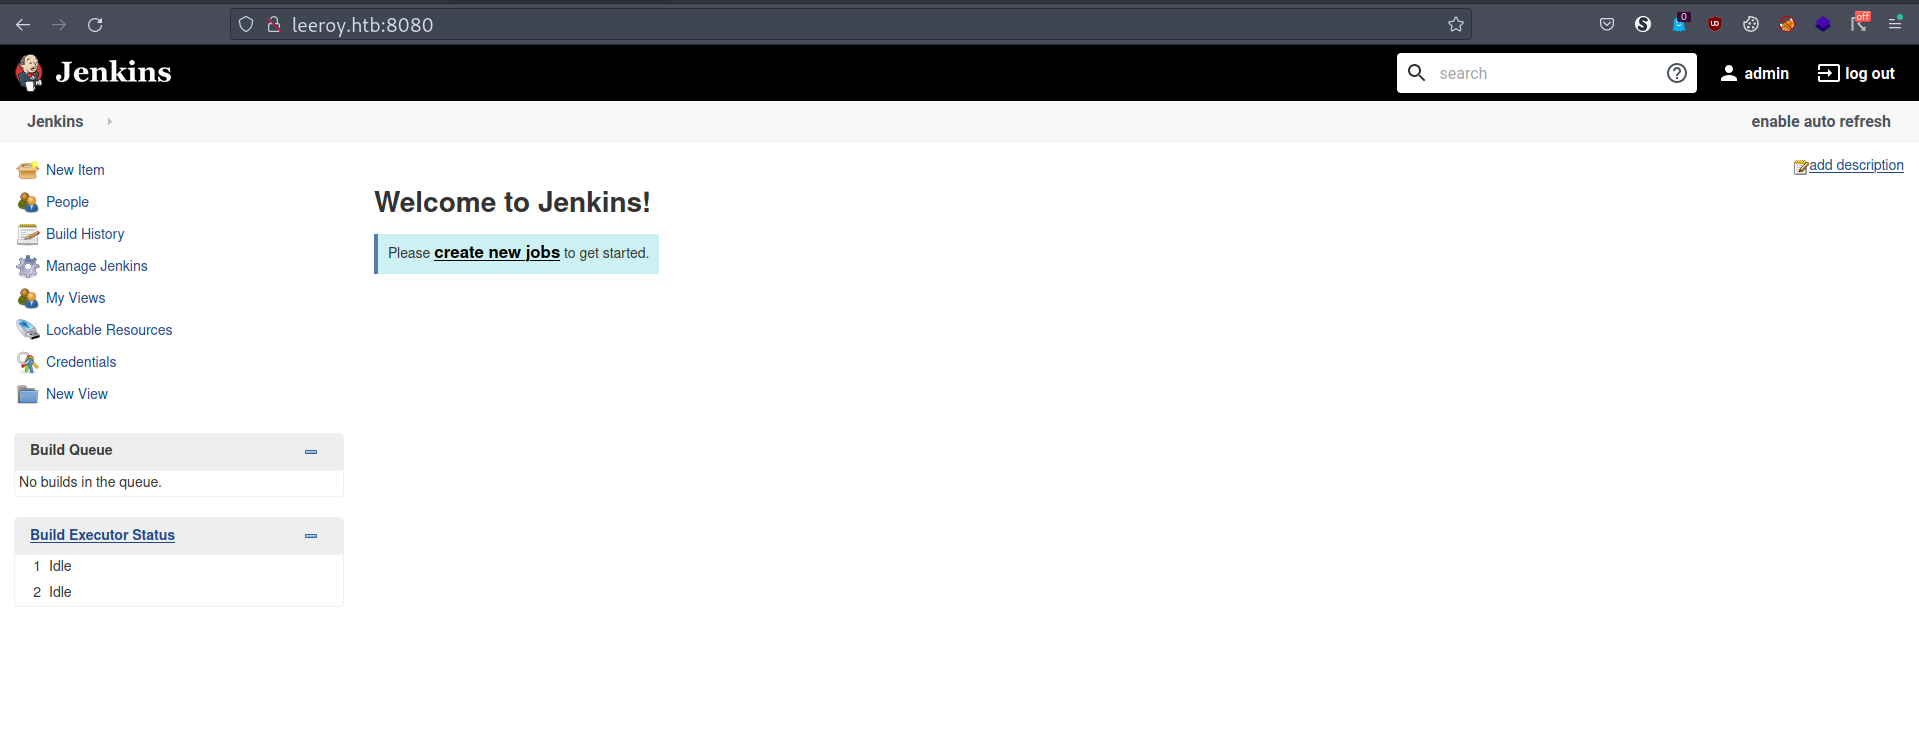 leeroy.htb:8080
0
off
Jenkins
search
admin
log out
Jenkins
enable auto refresh
New Item
add description
People
Build History
Manage Jenkins
My Views
Lockable Resources
Credentials
New View
Welcome to Jenkins!
Please create new jobs to get started.
Build Queue
No builds in the queue.
Build Executor Status
1 Idle
2 Idle